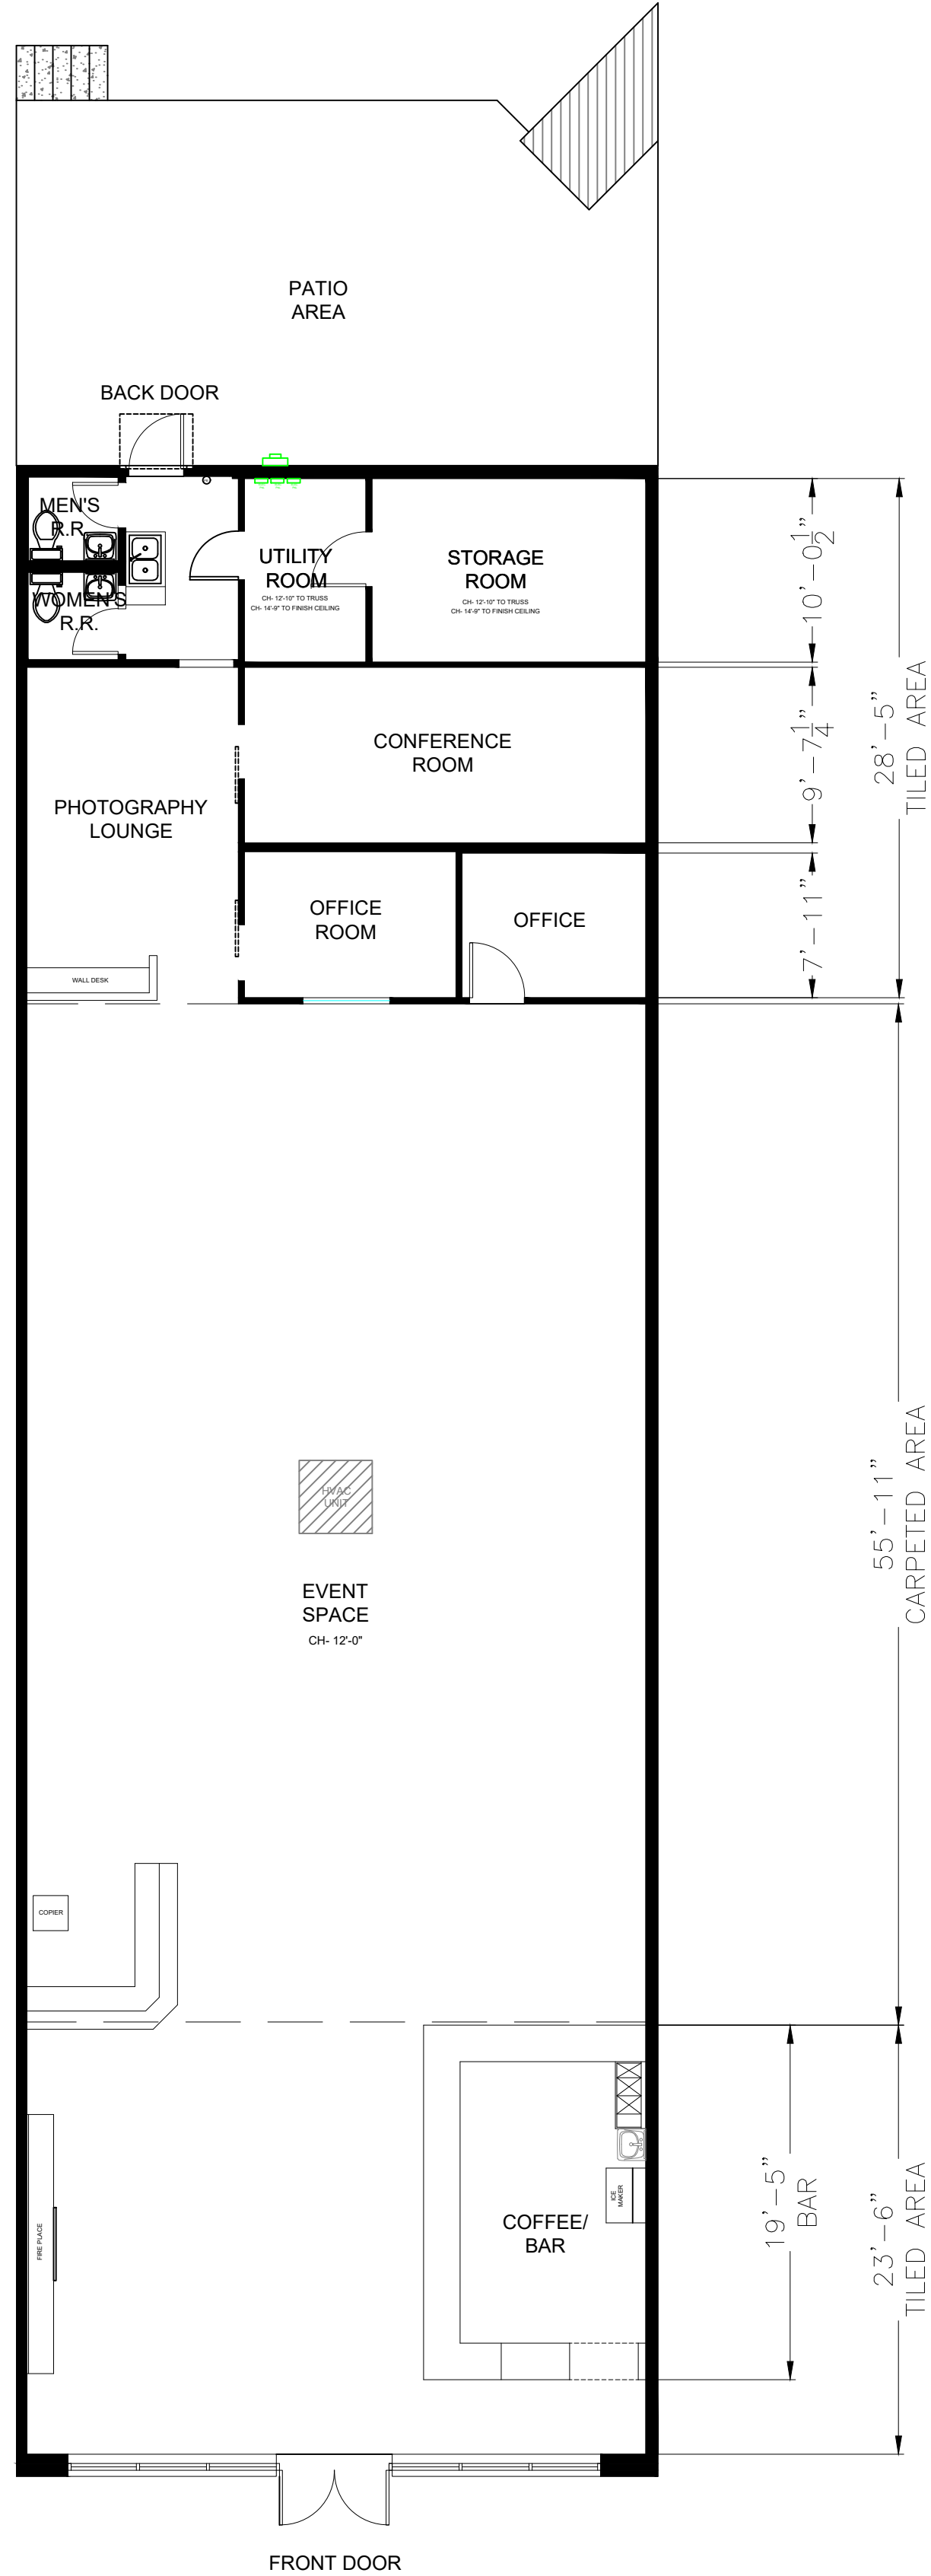 PATIO
AREA
BACK DOOR
MEN'S
R.R.
WOMEN'S
R.R.
UTILITY
ROOM
CH- 12'-10" TO TRUSS
CH- 14'-9" TO FINISH CEILING
STORAGE
ROOM
CH- 12'-10" TO TRUSS
CH- 14'-9" TO FINISH CEILING
10'-0 1/2"
CONFERENCE
ROOM
9'-7 1/4"
28'-5"
TILED AREA
PHOTOGRAPHY
LOUNGE
OFFICE
ROOM
OFFICE
7'-11"
WALL DESK
HVAC
UNIT
EVENT
SPACE
CH- 12'-0"
55'-11"
CARPETED AREA
COPIER
FIRE PLACE
ICE
MAKER
COFFEE/
BAR
19'-5"
BAR
23'-6"
TILED AREA
FRONT DOOR